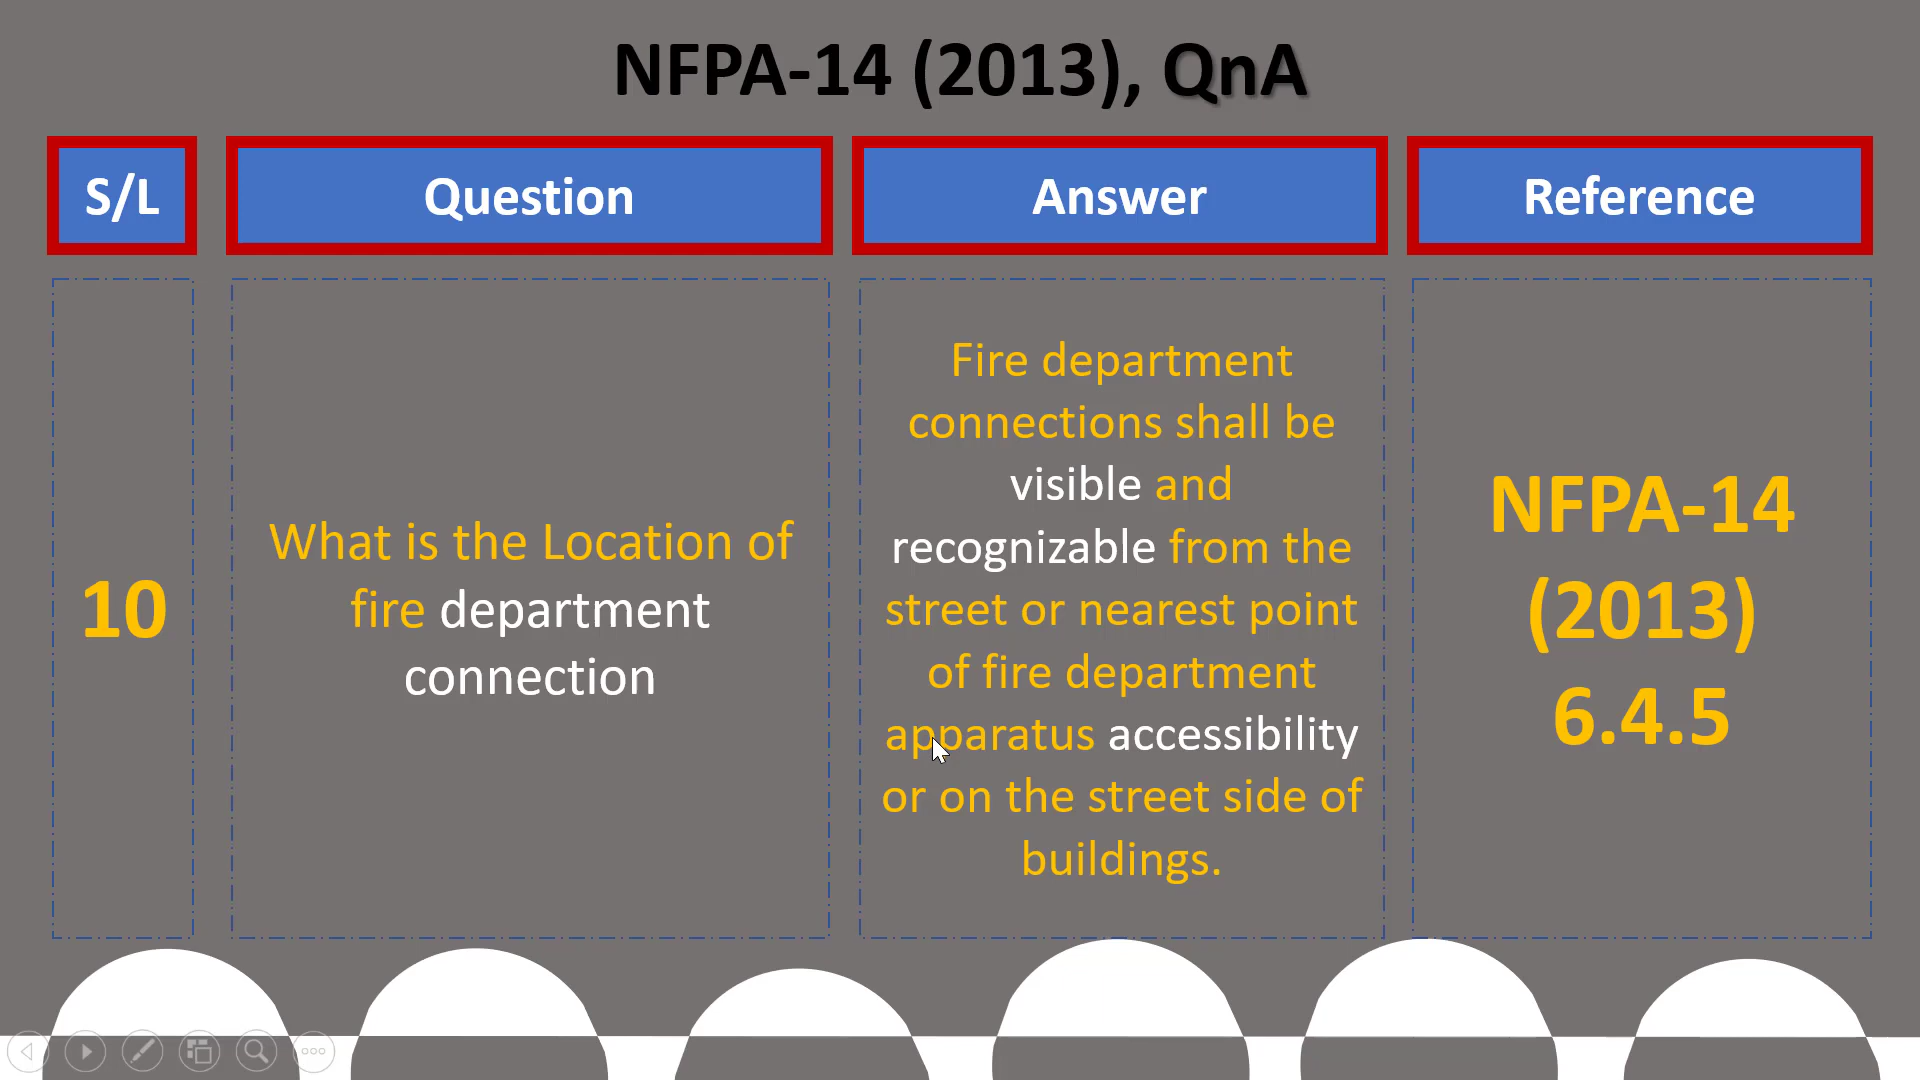 NFPA-14 (2013), QnA
S/L
Question
Answer
Reference
10
What is the Location of
fire department
connection
Fire department
connections shall be
visible and
recognizable from the
street or nearest point
of fire department
apparatus accessibility
or on the street side of
buildings.
NFPA-14
(2013)
6.4.5